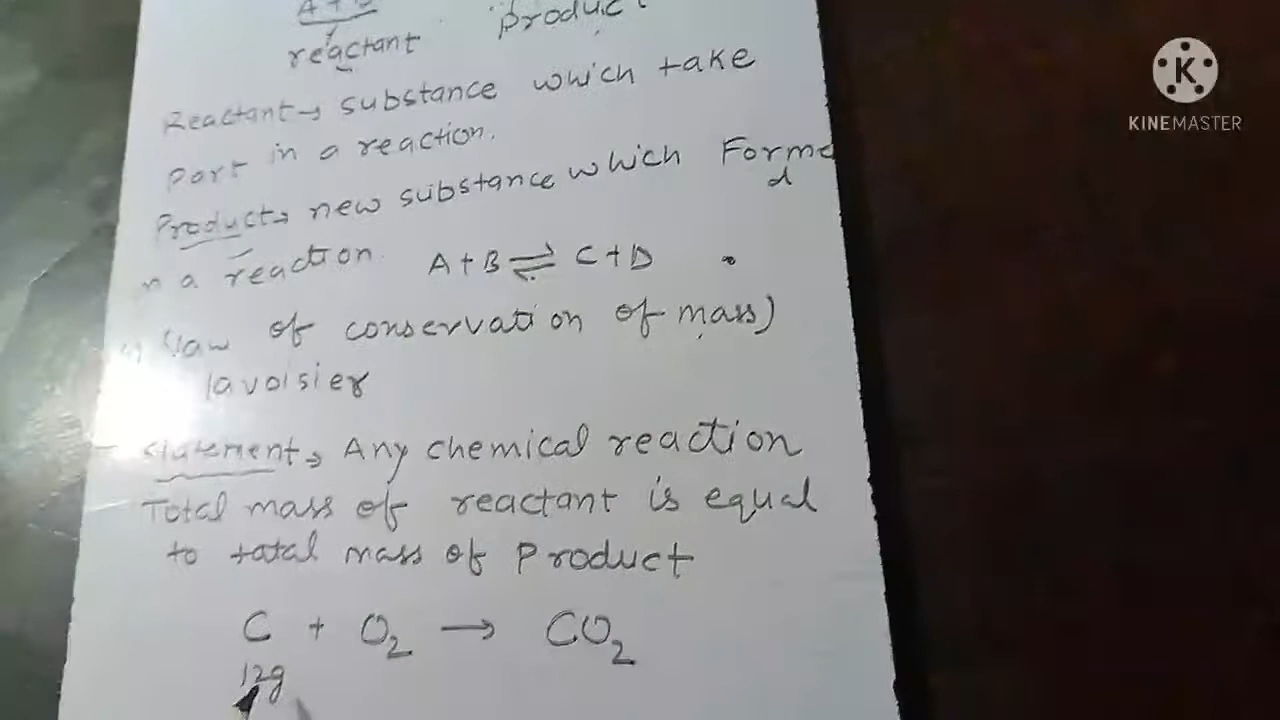 A + B
reactant product
Reactant → substance which take
part in a reaction.
Product → new substance which Forme
d
in a reaction. A + B ⇌ C + D
(law of conservation of mass)
lavoisier
Statement → Any chemical reaction
Total mass of reactant is equal
to tatal mass of Product
C + O₂ → CO₂
12g
K
KINEMASTER